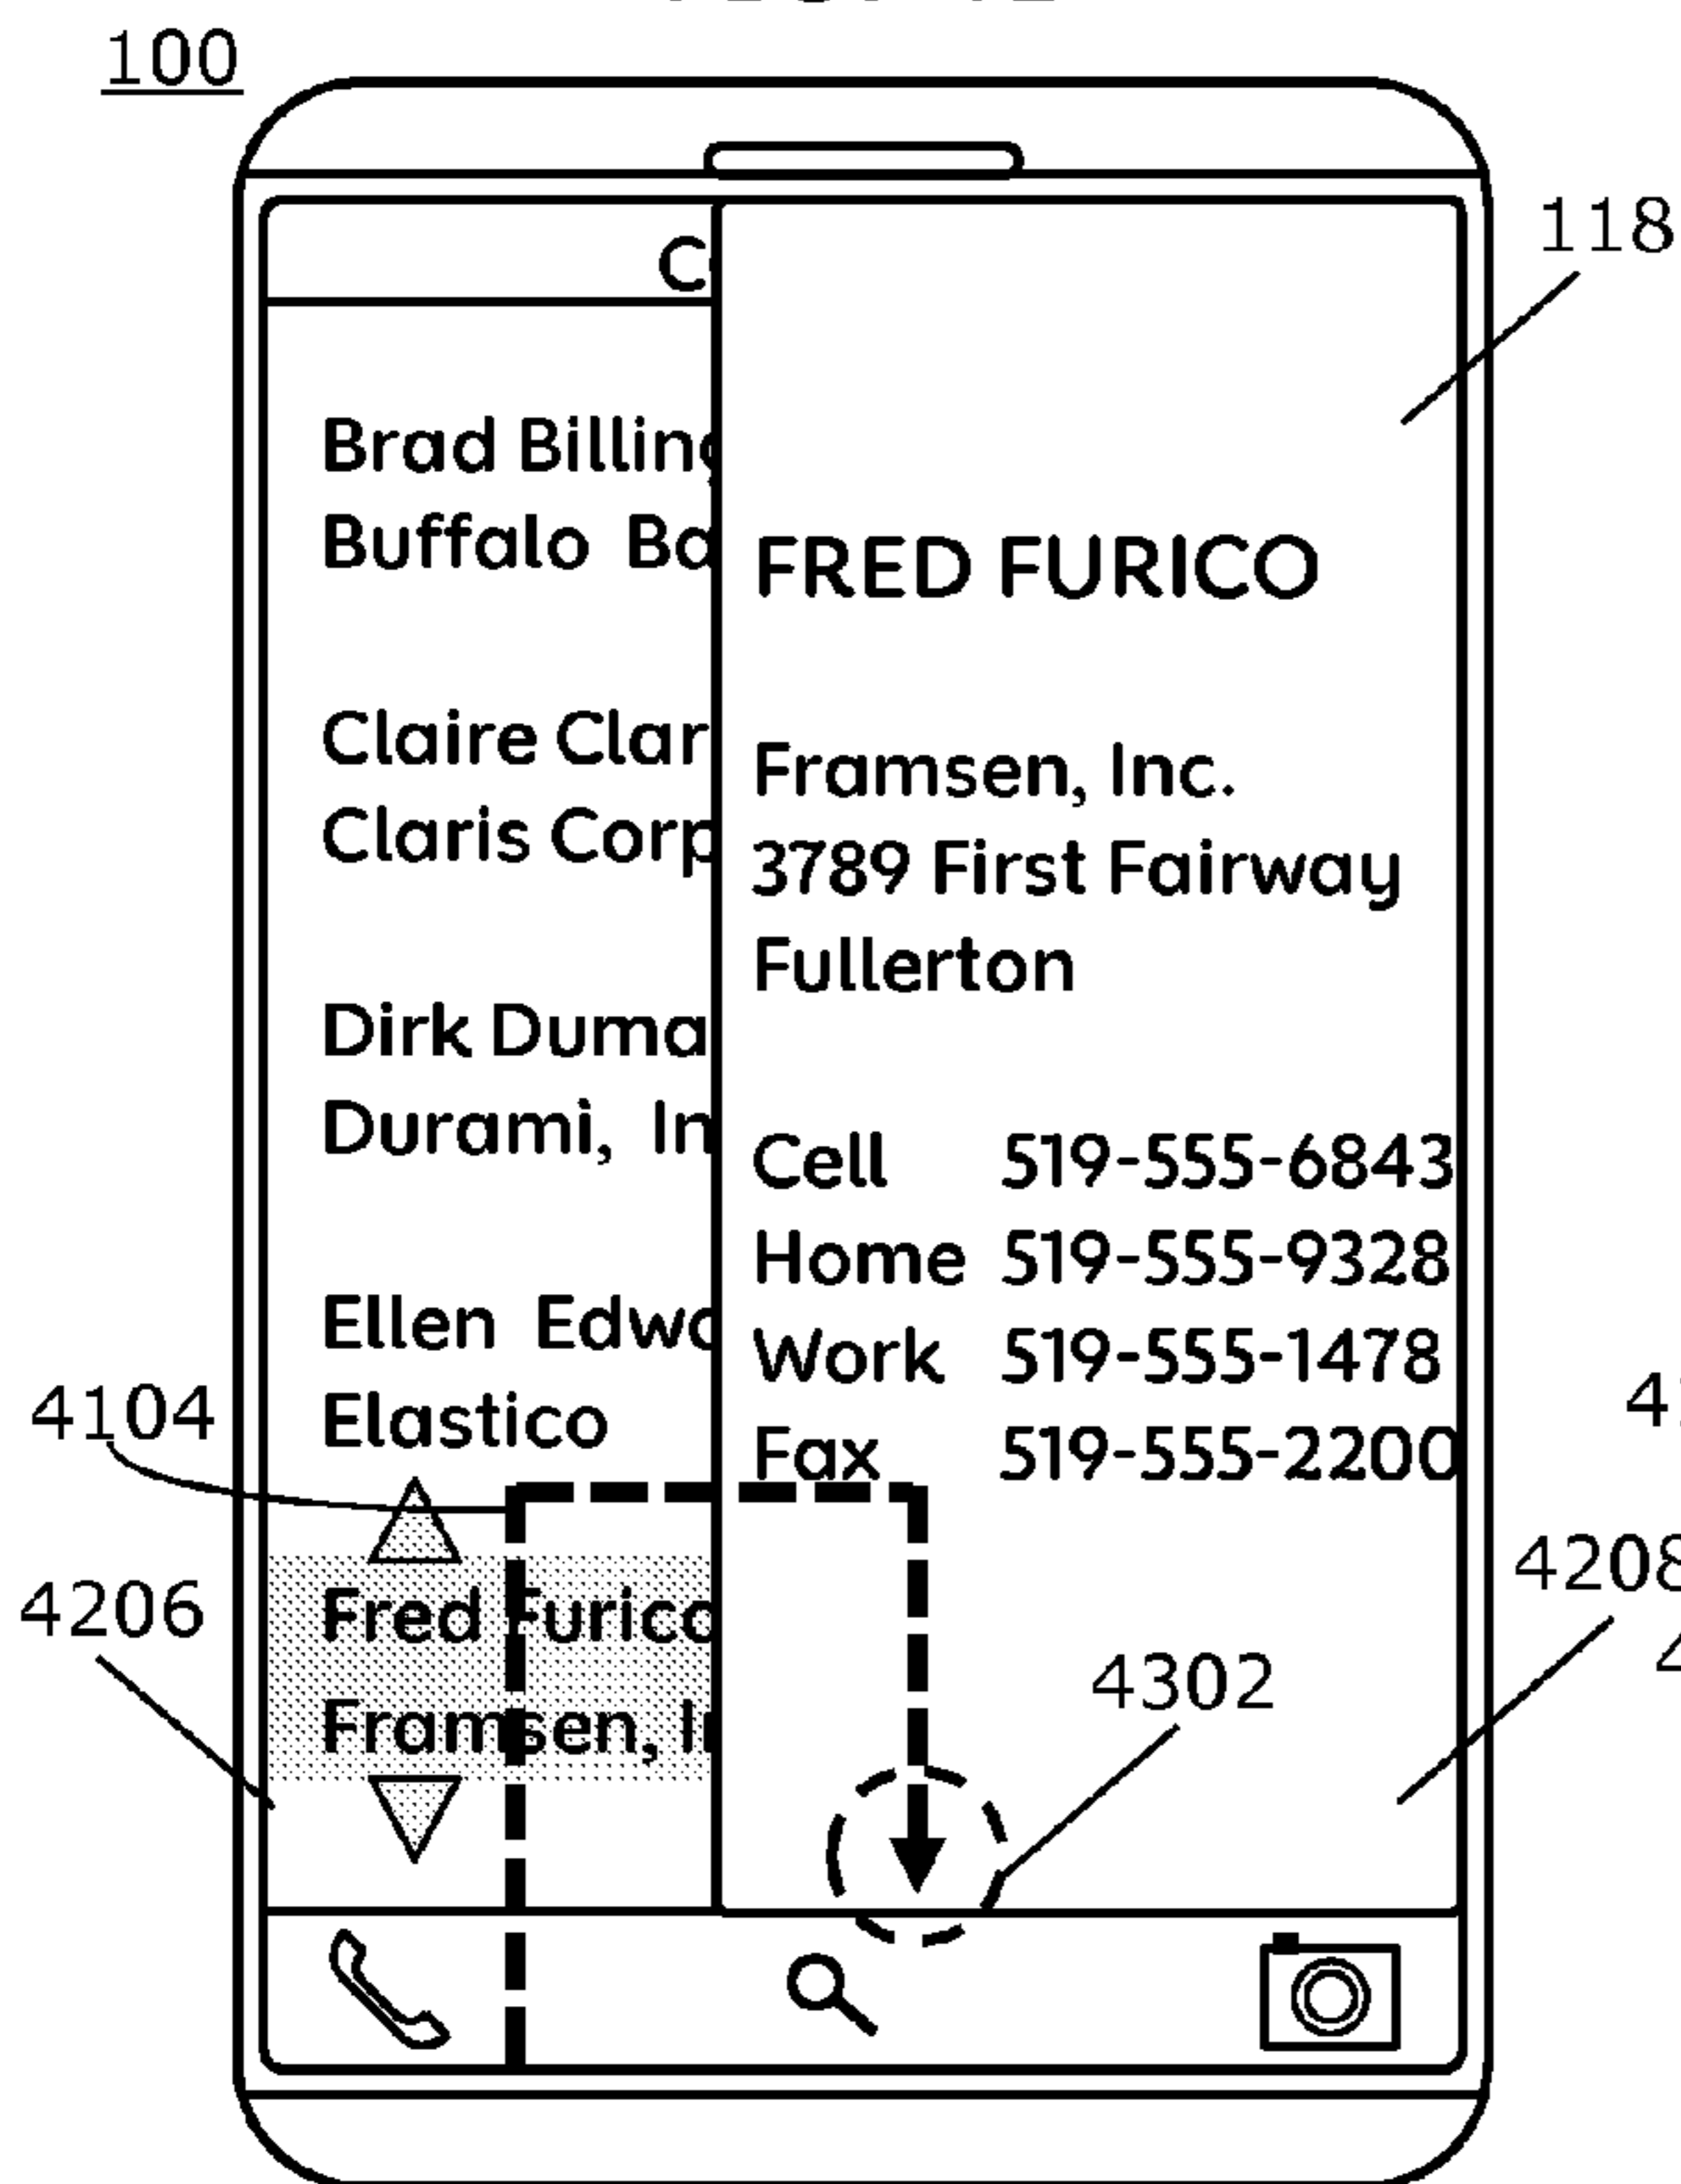 100
118
C
Brad Billing
Buffalo Ba
Claire Clar
Claris Corp
Dirk Duma
Durami, In
Ellen Edwa
Elastico
Fred Furico
Framsen, In
FRED FURICO
Framsen, Inc.
3789 First Fairway
Fullerton
Cell 519-555-6843
Home 519-555-9328
Work 519-555-1478
Fax 519-555-2200
4104
4206
4208
4302